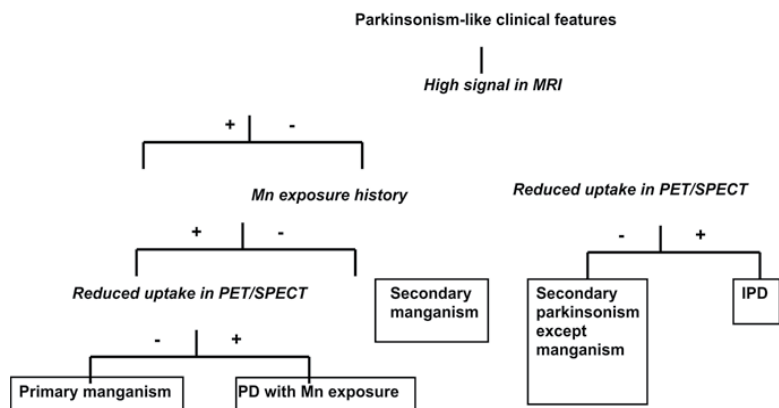 Parkinsonism-like clinical features
High signal in MRI
+ -
Mn exposure history
Reduced uptake in PET/SPECT
+ -
- +
Reduced uptake in PET/SPECT
Secondary
manganism
Secondary
parkinsonism
except
manganism
IPD
- +
Primary manganism
PD with Mn exposure